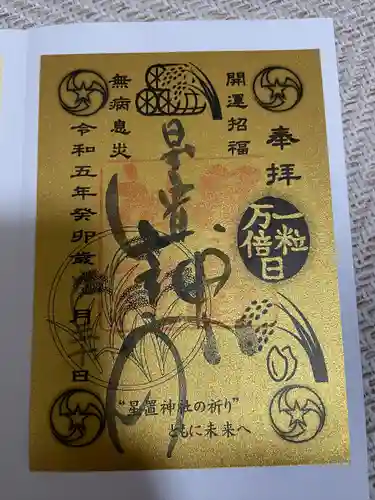 奉拝
開運招福
一粒
万倍日
星置神社
無病息災
令和五年癸卯歳 月 日
“星置神社の祈り”
ともに未来へ